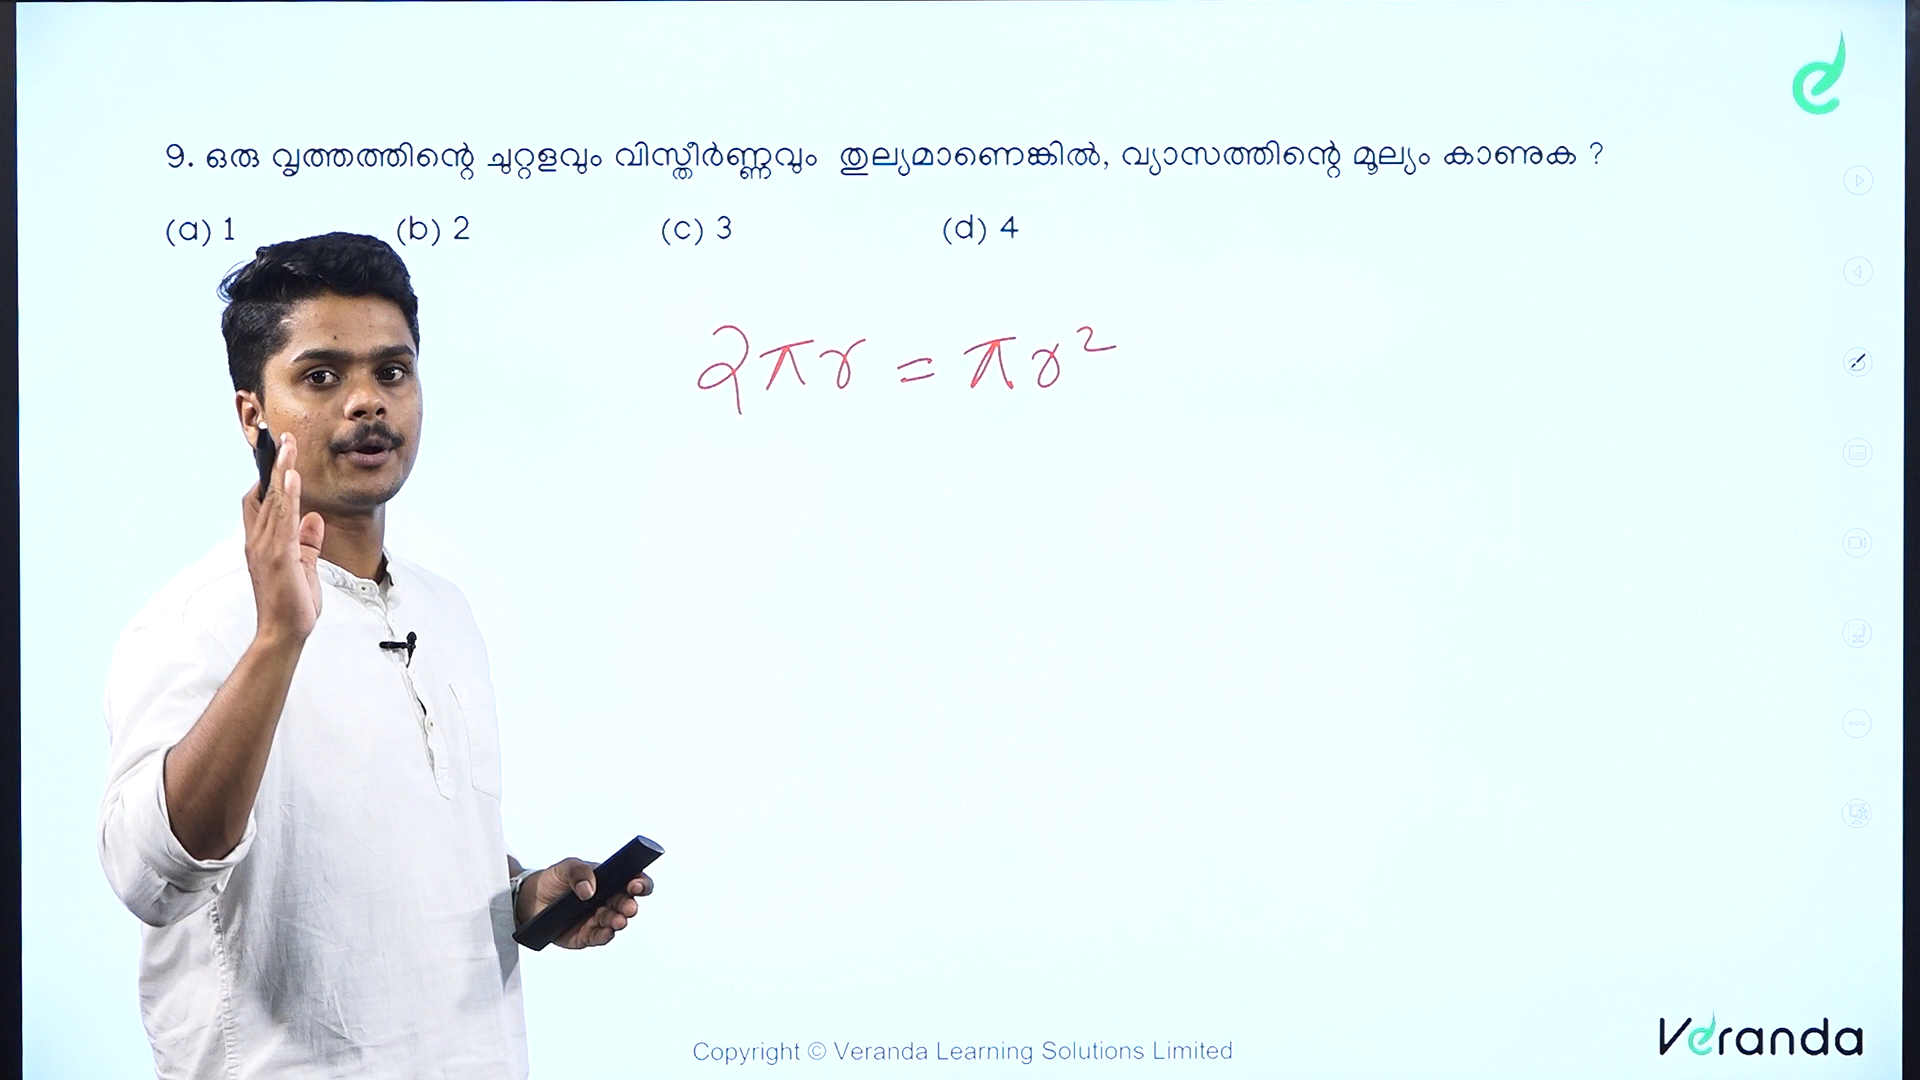 9. ഒരു വൃത്തത്തിന്റെ ചുറ്റളവും വിസ്തീർണ്ണവും തുല്യമാണെങ്കിൽ, വ്യാസത്തിന്റെ മൂല്യം കാണുക ?
(a) 1 (b) 2 (c) 3 (d) 4
2πr = πr²
Copyright © Veranda Learning Solutions Limited
Veranda